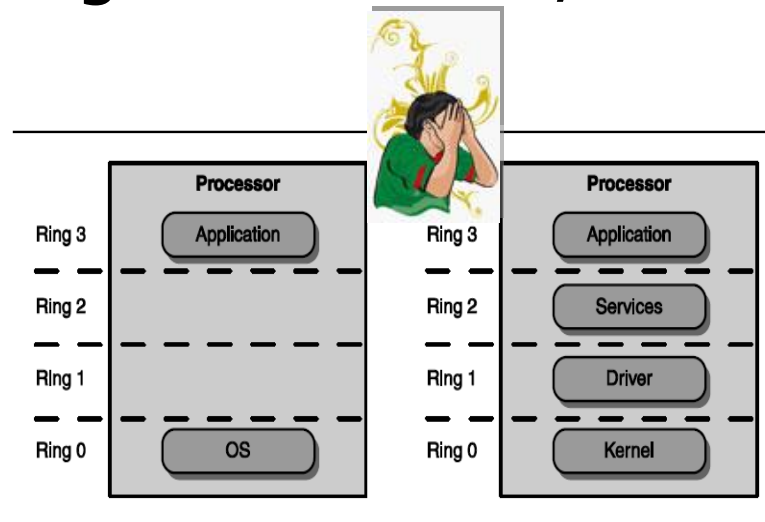 Processor
Ring 3 Application
Ring 2
RIng 1
Ring 0 OS
Processor
Ring 3 Application
Ring 2 Services
RIng 1 Driver
Ring 0 Kernel